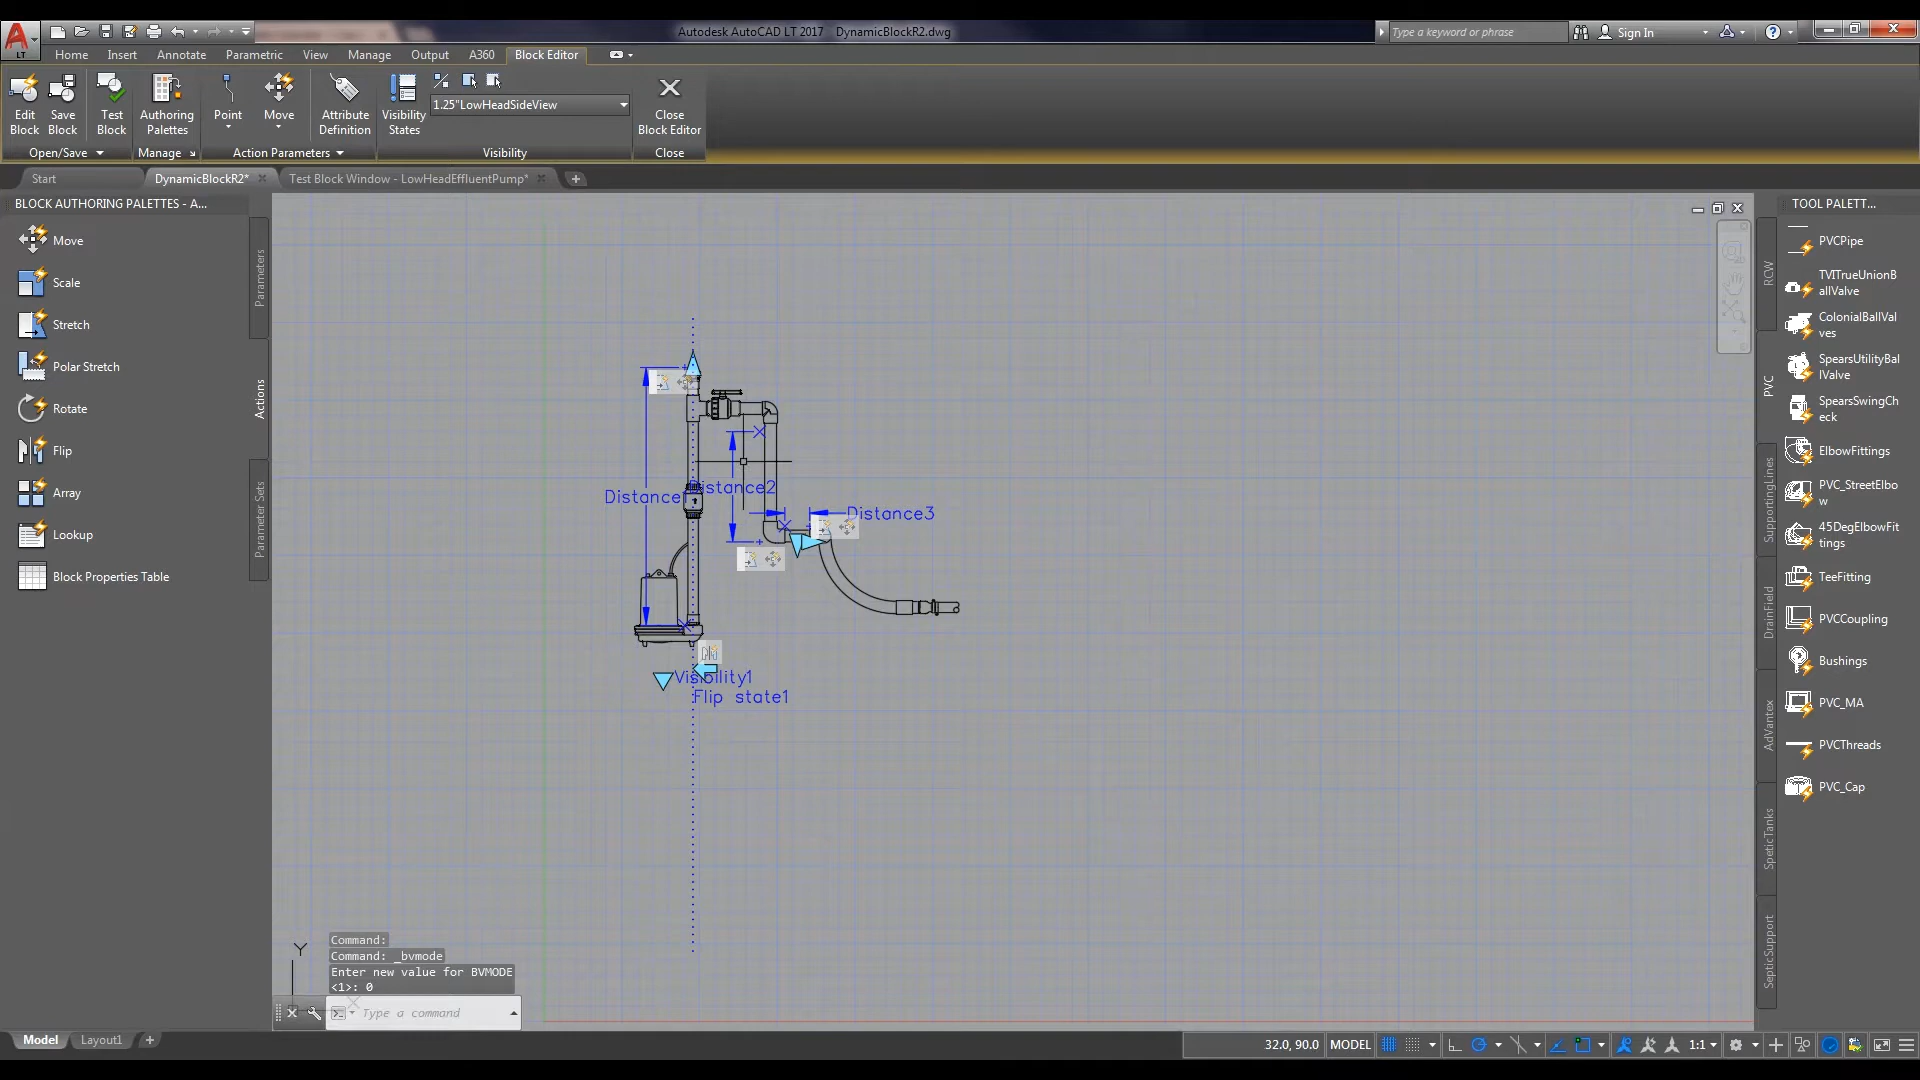 Autodesk AutoCAD LT 2017 DynamicBlockR2.dwg
Type a keyword or phrase
Sign In
LT
Home Insert Annotate Parametric View Manage Output A360 Block Editor
Edit Block
Save Block
Test Block
Authoring Palettes
Point
Move
Attribute Definition
Visibility States
1.25"LowHeadSideView
Close Block Editor
Open/Save Manage Action Parameters Visibility Close
Start DynamicBlockR2* Test Block Window - LowHeadEffluentPump*
BLOCK AUTHORING PALETTES - A...
Move
Scale
Stretch
Polar Stretch
Rotate
Flip
Array
Lookup
Block Properties Table
Parameters
Actions
Parameter Sets
Distance
Distance2
Distance3
Visibility1
Flip state1
Y
Command:
Command: _bvmode
Enter new value for BVMODE
<1>: 0
Type a command
TOOL PALETT...
PVCPipe
TVITrueUnionB
allValve
ColonialBallVal
ves
SpearsUtilityBal
lValve
SpearsSwingCh
eck
ElbowFittings
PVC_StreetElbo
w
45DegElbowFit
tings
TeeFitting
PVCCoupling
Bushings
PVC_MA
PVCThreads
PVC_Cap
RCW
PVC
SupportingLines
DrainField
AdVantex
SpeticTanks
SepticSupport
Model Layout1
32.0, 90.0 MODEL 1:1